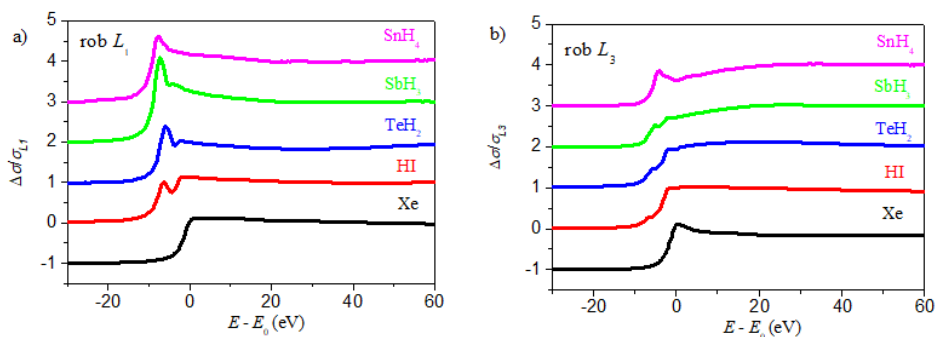 a)
rob L₁
SnH₄
SbH₃
TeH₂
HI
Xe
Δσ/σL1
5
4
3
2
1
0
-1
-20
0
20
40
60
E - E₀ (eV)
b)
rob L₃
SnH₄
SbH₃
TeH₂
HI
Xe
Δσ/σL3
5
4
3
2
1
0
-1
-20
0
20
40
60
E - E₀ (eV)